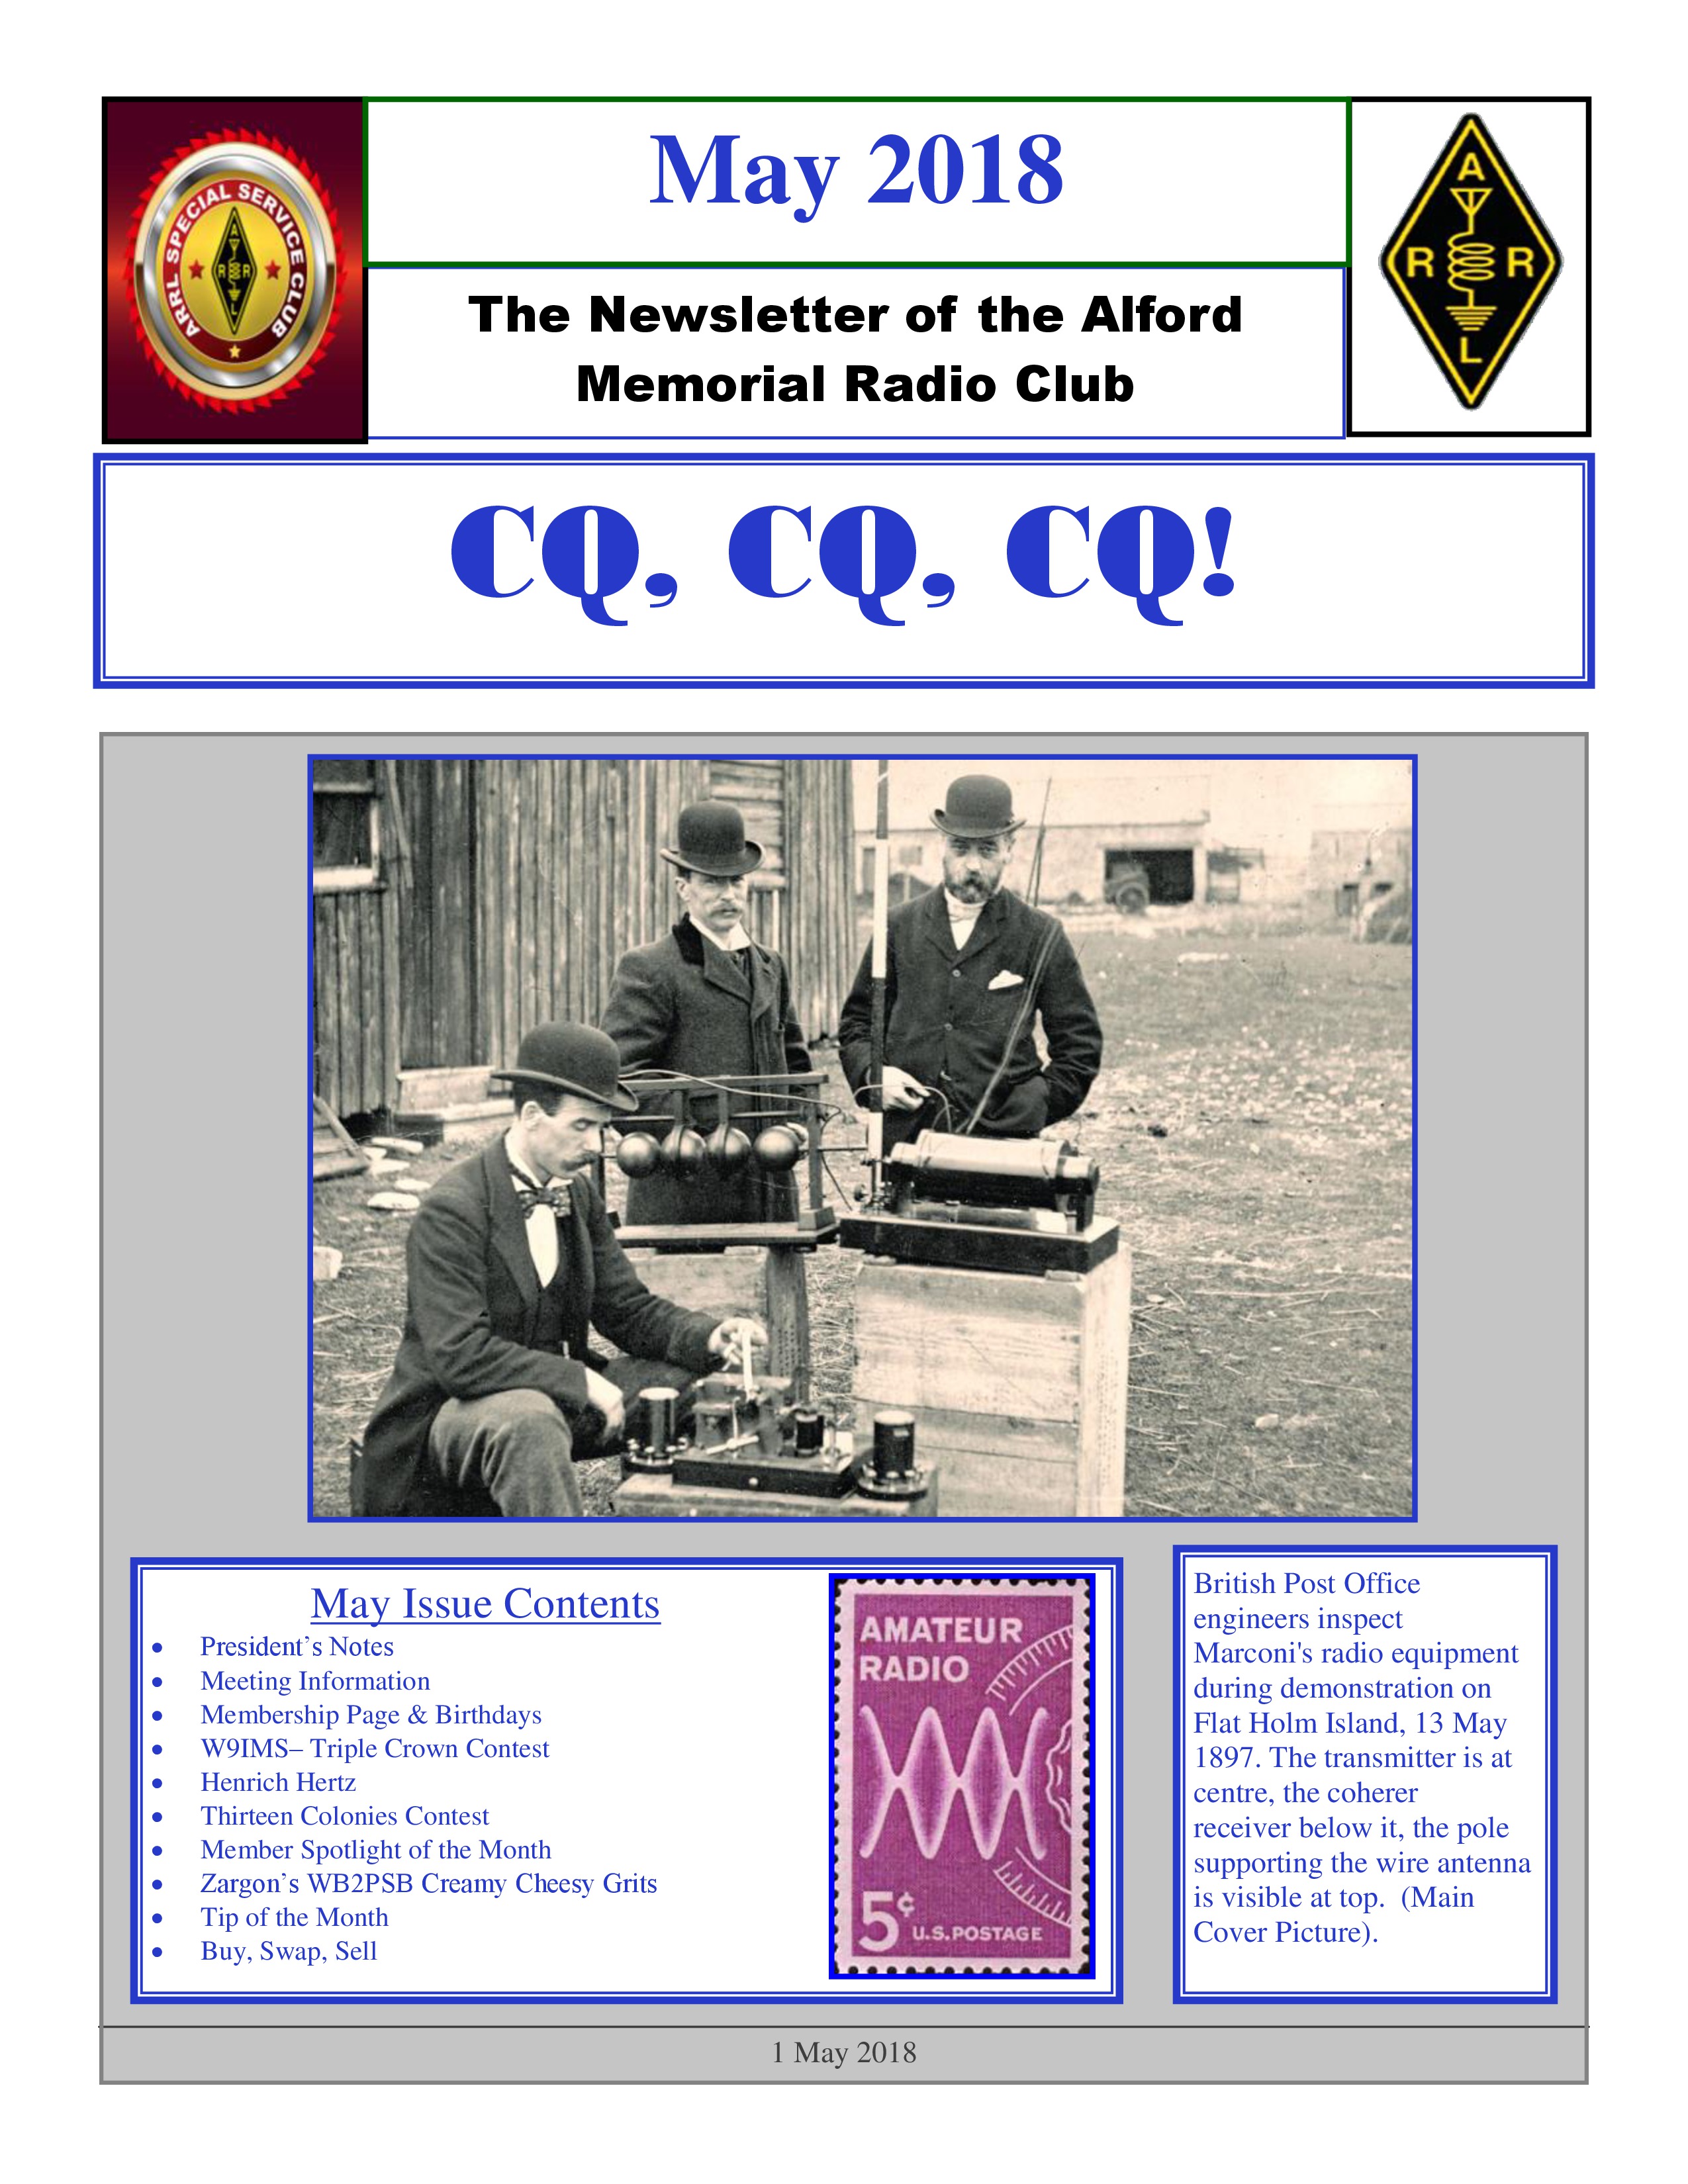 ARRL SPECIAL SERVICE CLUB
A
R R
L
May 2018
The Newsletter of the Alford
Memorial Radio Club
A
R R
L
CQ, CQ, CQ!
May Issue Contents
• President's Notes
• Meeting Information
• Membership Page & Birthdays
• W9IMS– Triple Crown Contest
• Henrich Hertz
• Thirteen Colonies Contest
• Member Spotlight of the Month
• Zargon's WB2PSB Creamy Cheesy Grits
• Tip of the Month
• Buy, Swap, Sell
AMATEUR
RADIO
5¢
U.S. POSTAGE
British Post Office
engineers inspect
Marconi's radio equipment
during demonstration on
Flat Holm Island, 13 May
1897. The transmitter is at
centre, the coherer
receiver below it, the pole
supporting the wire antenna
is visible at top.  (Main
Cover Picture).
1 May 2018